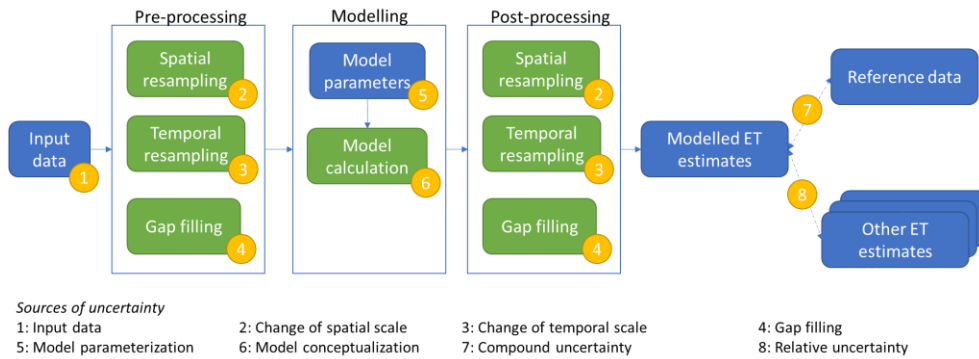 Pre-processing
Modelling
Post-processing
Input
data
1
Spatial
resampling
2
Temporal
resampling
3
Gap filling
4
Model
parameters
5
Model
calculation
6
Spatial
resampling
2
Temporal
resampling
3
Gap filling
4
Modelled ET
estimates
7
Reference data
8
Other ET
estimates
Sources of uncertainty
1: Input data
2: Change of spatial scale
3: Change of temporal scale
4: Gap filling
5: Model parameterization
6: Model conceptualization
7: Compound uncertainty
8: Relative uncertainty